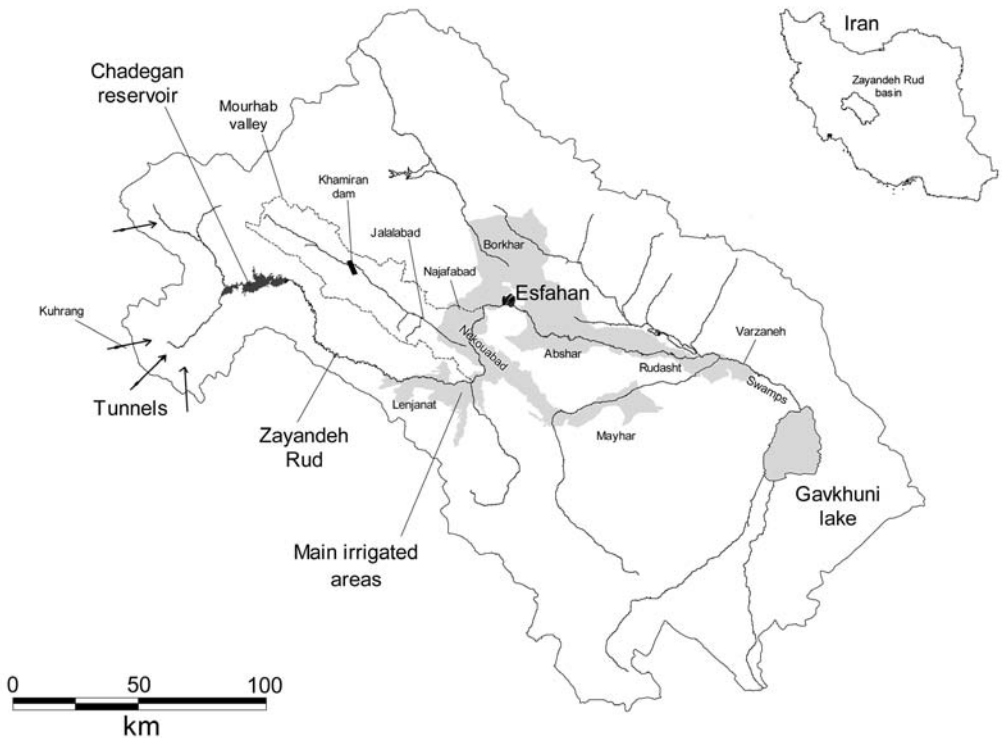 Iran
Zayandeh Rud
basin
Chadegan
reservoir
Mourhab
valley
Khamiran
dam
Jalalabad
Borkhar
Najafabad
Esfahan
Kuhrang
Nekouabad
Abshar
Varzaneh
Rudasht
Swamps
Tunnels
Lenjanat
Mayhar
Zayandeh
Rud
Gavkhuni
lake
Main irrigated
areas
0 50 100
km